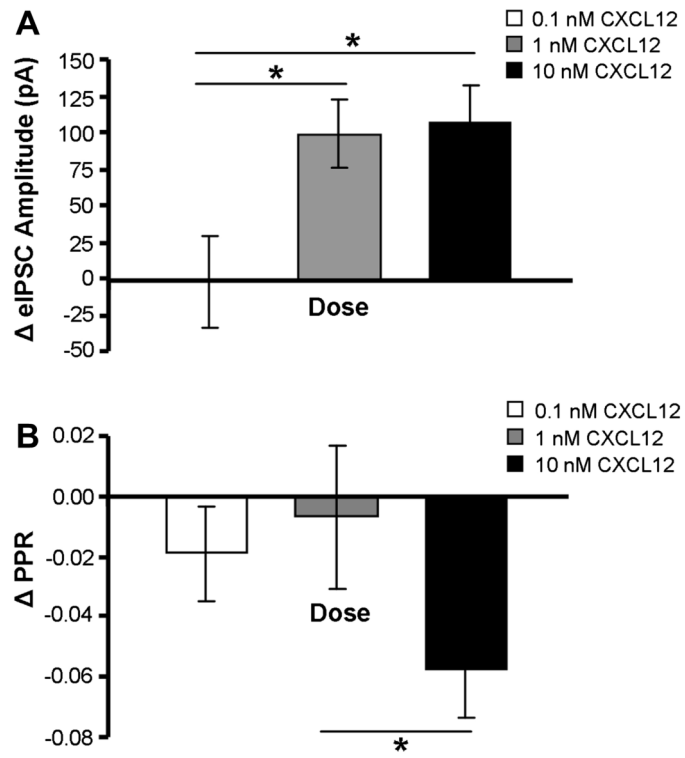 A
0.1 nM CXCL12
1 nM CXCL12
10 nM CXCL12
*
*
Δ eIPSC Amplitude (pA)
150
125
100
75
50
25
0
-25
-50
Dose
B
0.1 nM CXCL12
1 nM CXCL12
10 nM CXCL12
Δ PPR
0.02
0.00
-0.02
-0.04
-0.06
-0.08
Dose
*